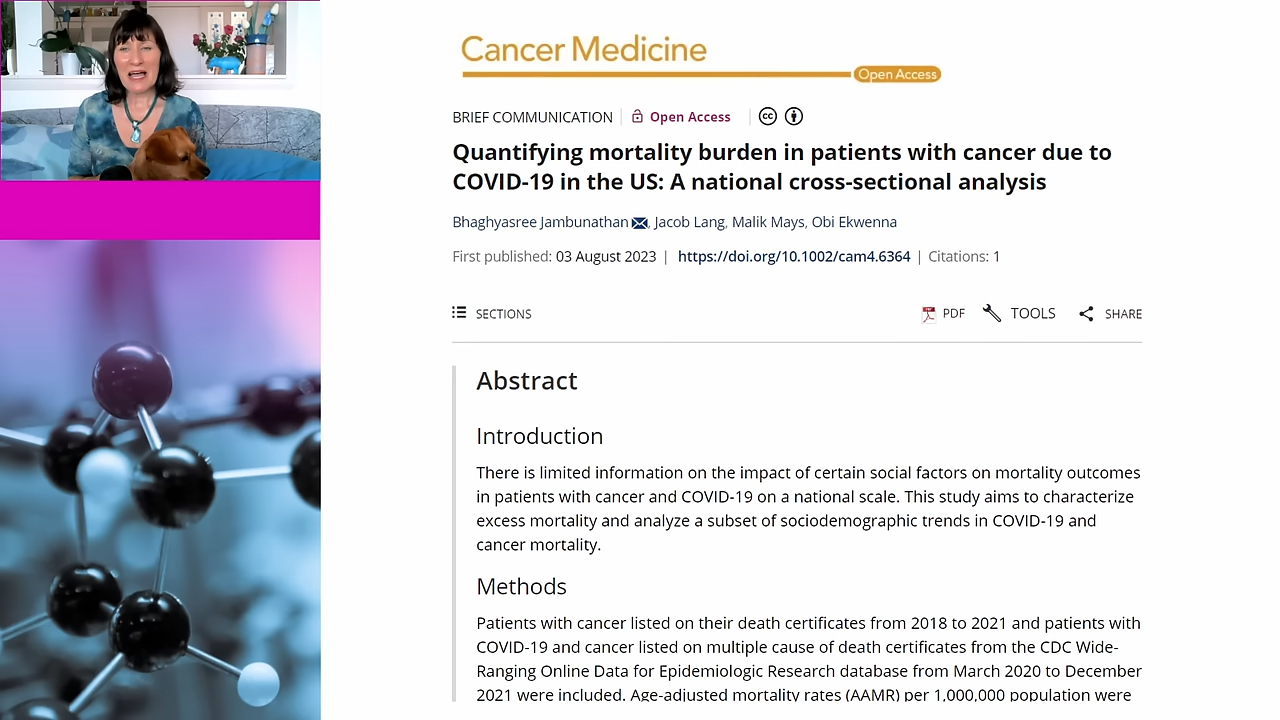 Cancer Medicine
Open Access
BRIEF COMMUNICATION Open Access cc
Quantifying mortality burden in patients with cancer due to
COVID-19 in the US: A national cross-sectional analysis
Bhaghyasree Jambunathan, Jacob Lang, Malik Mays, Obi Ekwenna
First published: 03 August 2023 | https://doi.org/10.1002/cam4.6364 | Citations: 1
SECTIONS PDF TOOLS SHARE
Abstract
Introduction
There is limited information on the impact of certain social factors on mortality outcomes
in patients with cancer and COVID-19 on a national scale. This study aims to characterize
excess mortality and analyze a subset of sociodemographic trends in COVID-19 and
cancer mortality.
Methods
Patients with cancer listed on their death certificates from 2018 to 2021 and patients with
COVID-19 and cancer listed on multiple cause of death certificates from the CDC Wide-
Ranging Online Data for Epidemiologic Research database from March 2020 to December
2021 were included. Age-adjusted mortality rates (AAMR) per 1,000,000 population were